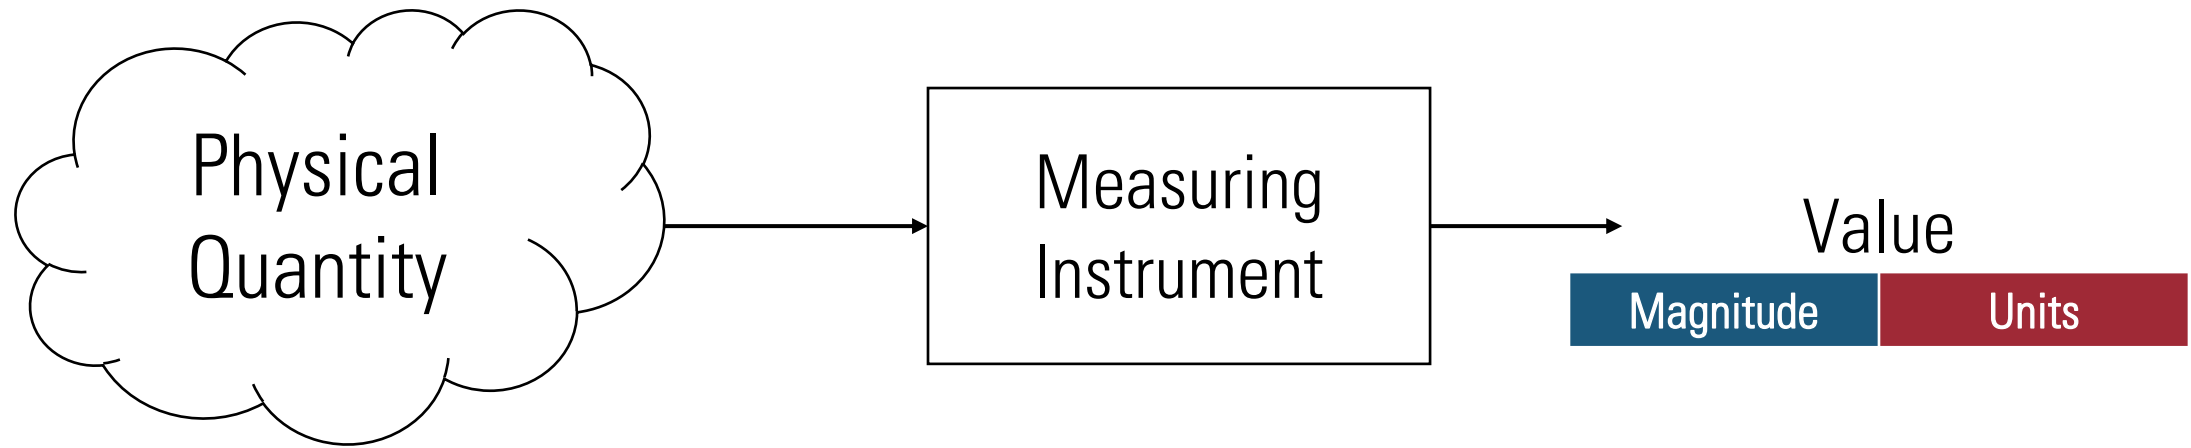 Physical
Quantity
Measuring
Instrument
Value
Magnitude Units